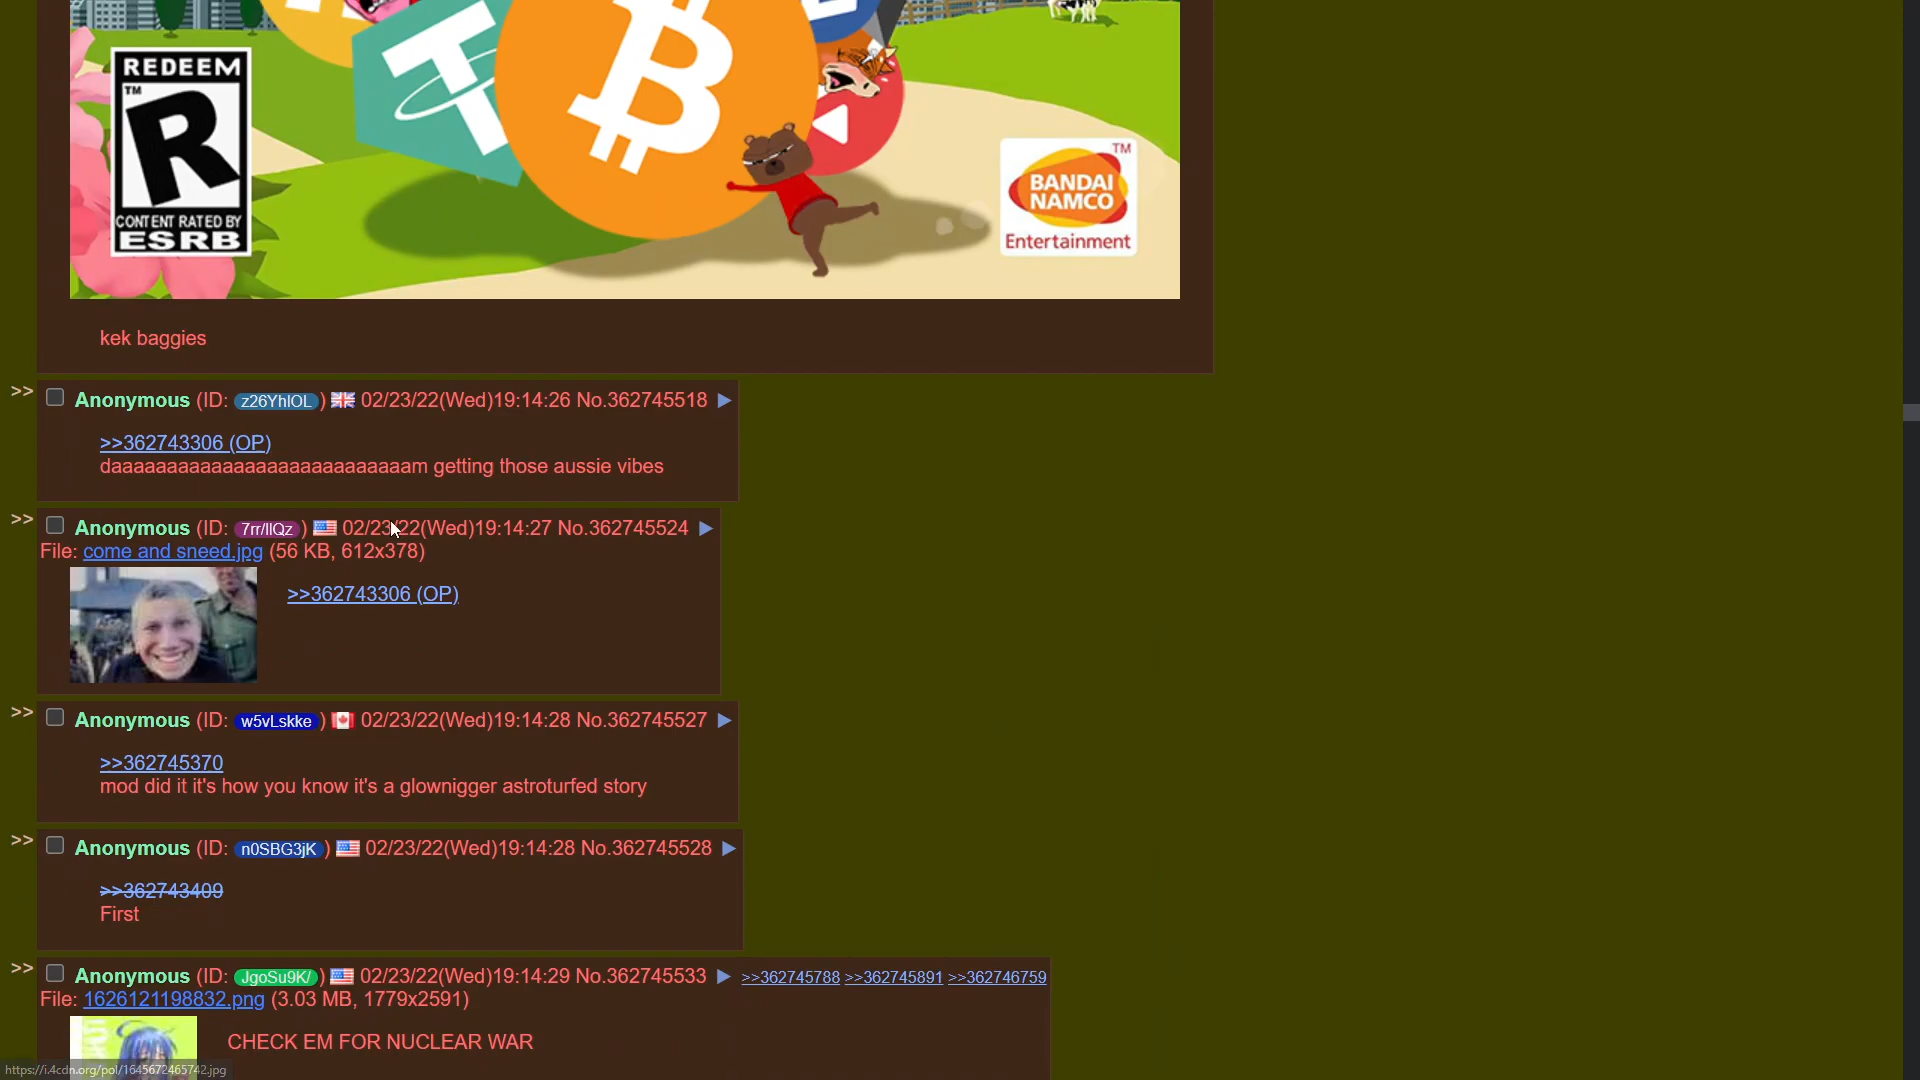 REDEEM
TM
R
CONTENT RATED BY
ESRB
TM
BANDAI
NAMCO
Entertainment
kek baggies
>> Anonymous (ID: z26YhlOL) 02/23/22(Wed)19:14:26 No.362745518 ▶
>>362743306 (OP)
daaaaaaaaaaaaaaaaaaaaaaaaaaam getting those aussie vibes
>> Anonymous (ID: 7rr/llQz) 02/23/22(Wed)19:14:27 No.362745524 ▶
File: come and sneed.jpg (56 KB, 612x378)
>>362743306 (OP)
>> Anonymous (ID: w5vLskke) 02/23/22(Wed)19:14:28 No.362745527 ▶
>>362745370
mod did it it's how you know it's a glownigger astroturfed story
>> Anonymous (ID: n0SBG3jK) 02/23/22(Wed)19:14:28 No.362745528 ▶
>>362743409
First
>> Anonymous (ID: JgoSu9K/) 02/23/22(Wed)19:14:29 No.362745533 ▶ >>362745788 >>362745891 >>362746759
File: 1626121198832.png (3.03 MB, 1779x2591)
CHECK EM FOR NUCLEAR WAR
https://i.4cdn.org/pol/1645672465742.jpg